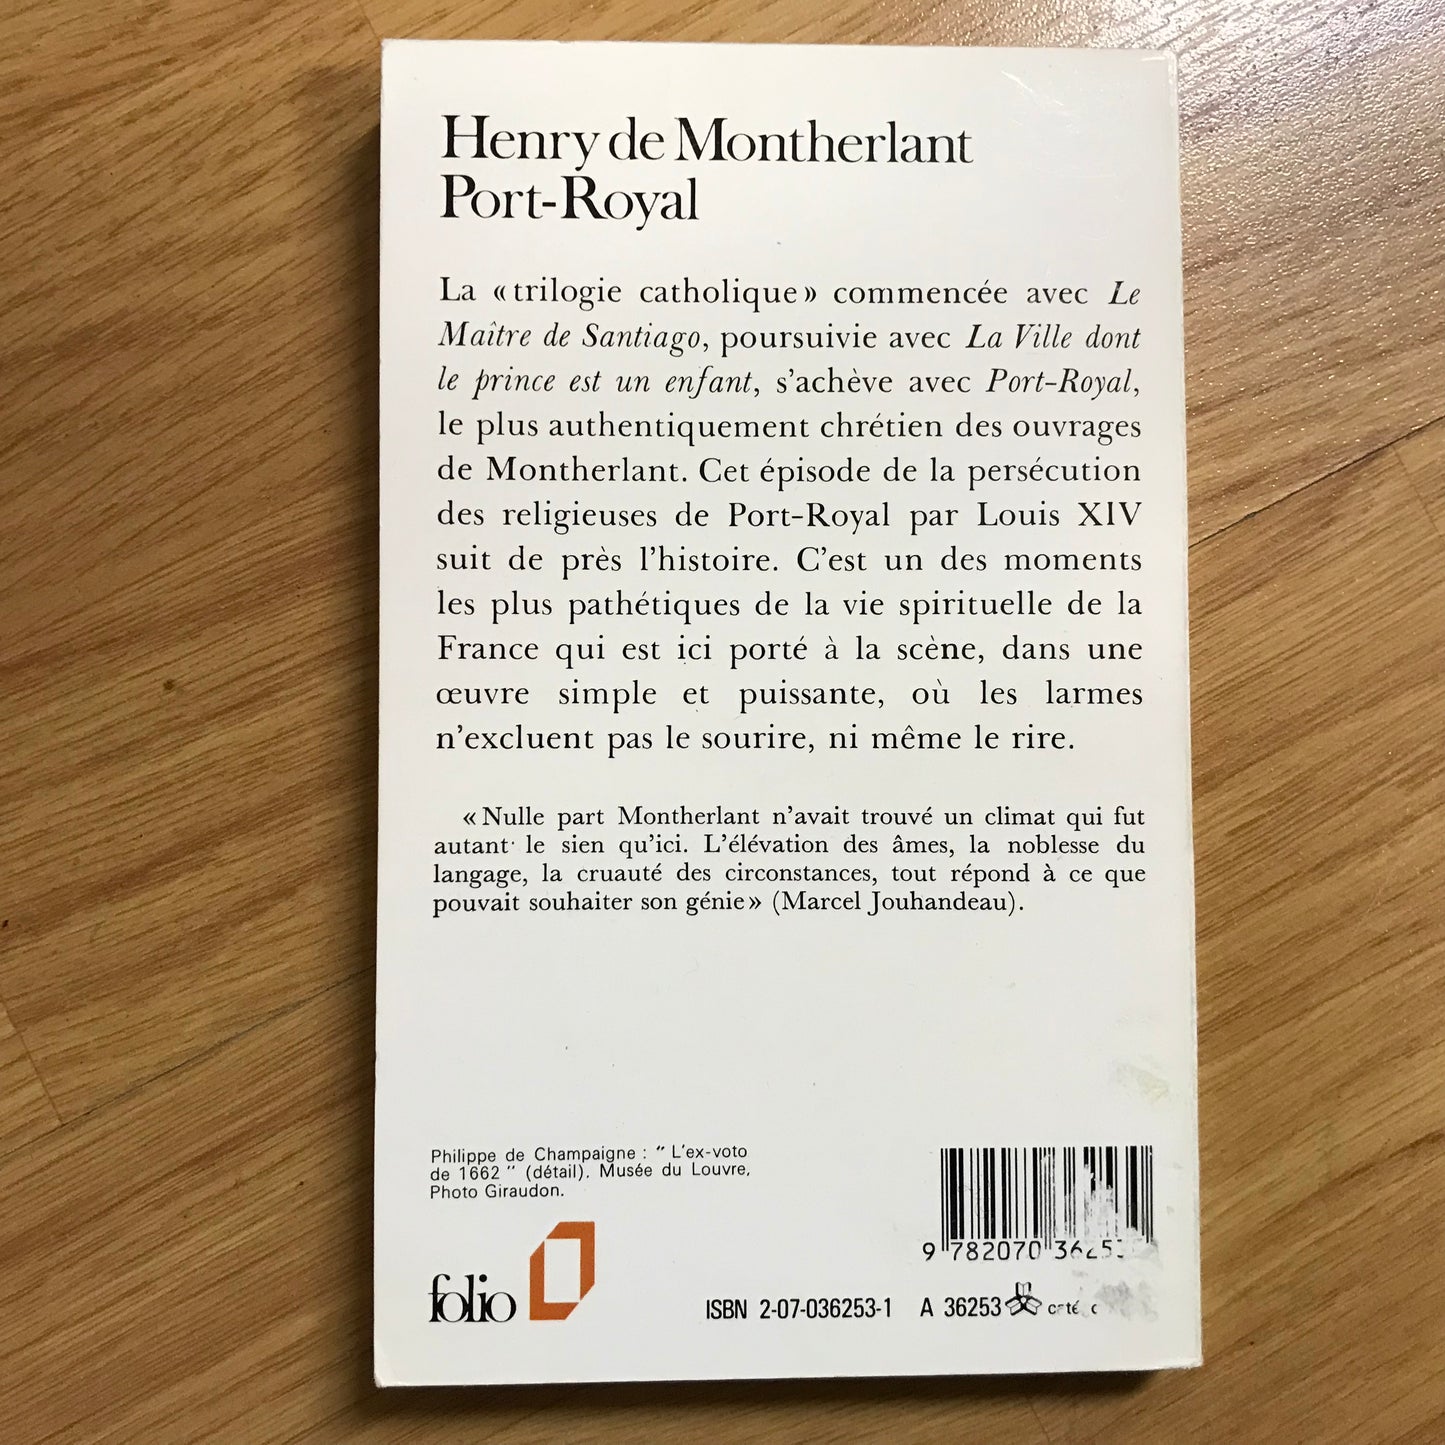 Henry de Montherlant
Port-Royal
La «trilogie catholique» commencée avec Le
Maître de Santiago, poursuivie avec La Ville dont
le prince est un enfant, s'achève avec Port-Royal,
le plus authentiquement chrétien des ouvrages
de Montherlant. Cet épisode de la persécution
des religieuses de Port-Royal par Louis XIV
suit de près l'histoire. C'est un des moments
les plus pathétiques de la vie spirituelle de la
France qui est ici porté à la scène, dans une
œuvre simple et puissante, où les larmes
n'excluent pas le sourire, ni même le rire.
«Nulle part Montherlant n'avait trouvé un climat qui fut
autant le sien qu'ici. L'élévation des âmes, la noblesse du
langage, la cruauté des circonstances, tout répond à ce que
pouvait souhaiter son génie» (Marcel Jouhandeau).
Philippe de Champaigne : " L'ex-voto
de 1662 " (détail). Musée du Louvre,
Photo Giraudon.
9 782070
folio
ISBN 2-07-036253-1 A 36253